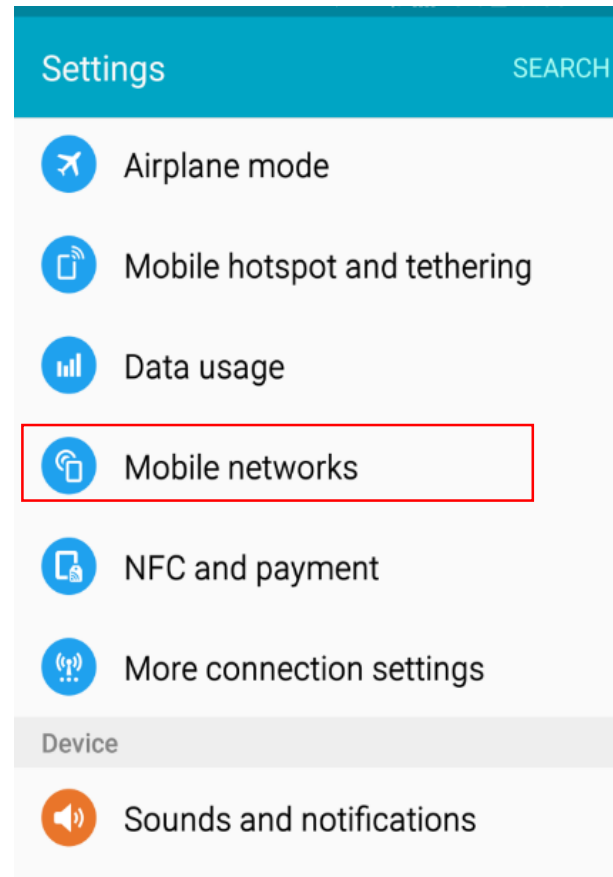 Settings SEARCH
Airplane mode
Mobile hotspot and tethering
Data usage
Mobile networks
NFC and payment
More connection settings
Device
Sounds and notifications